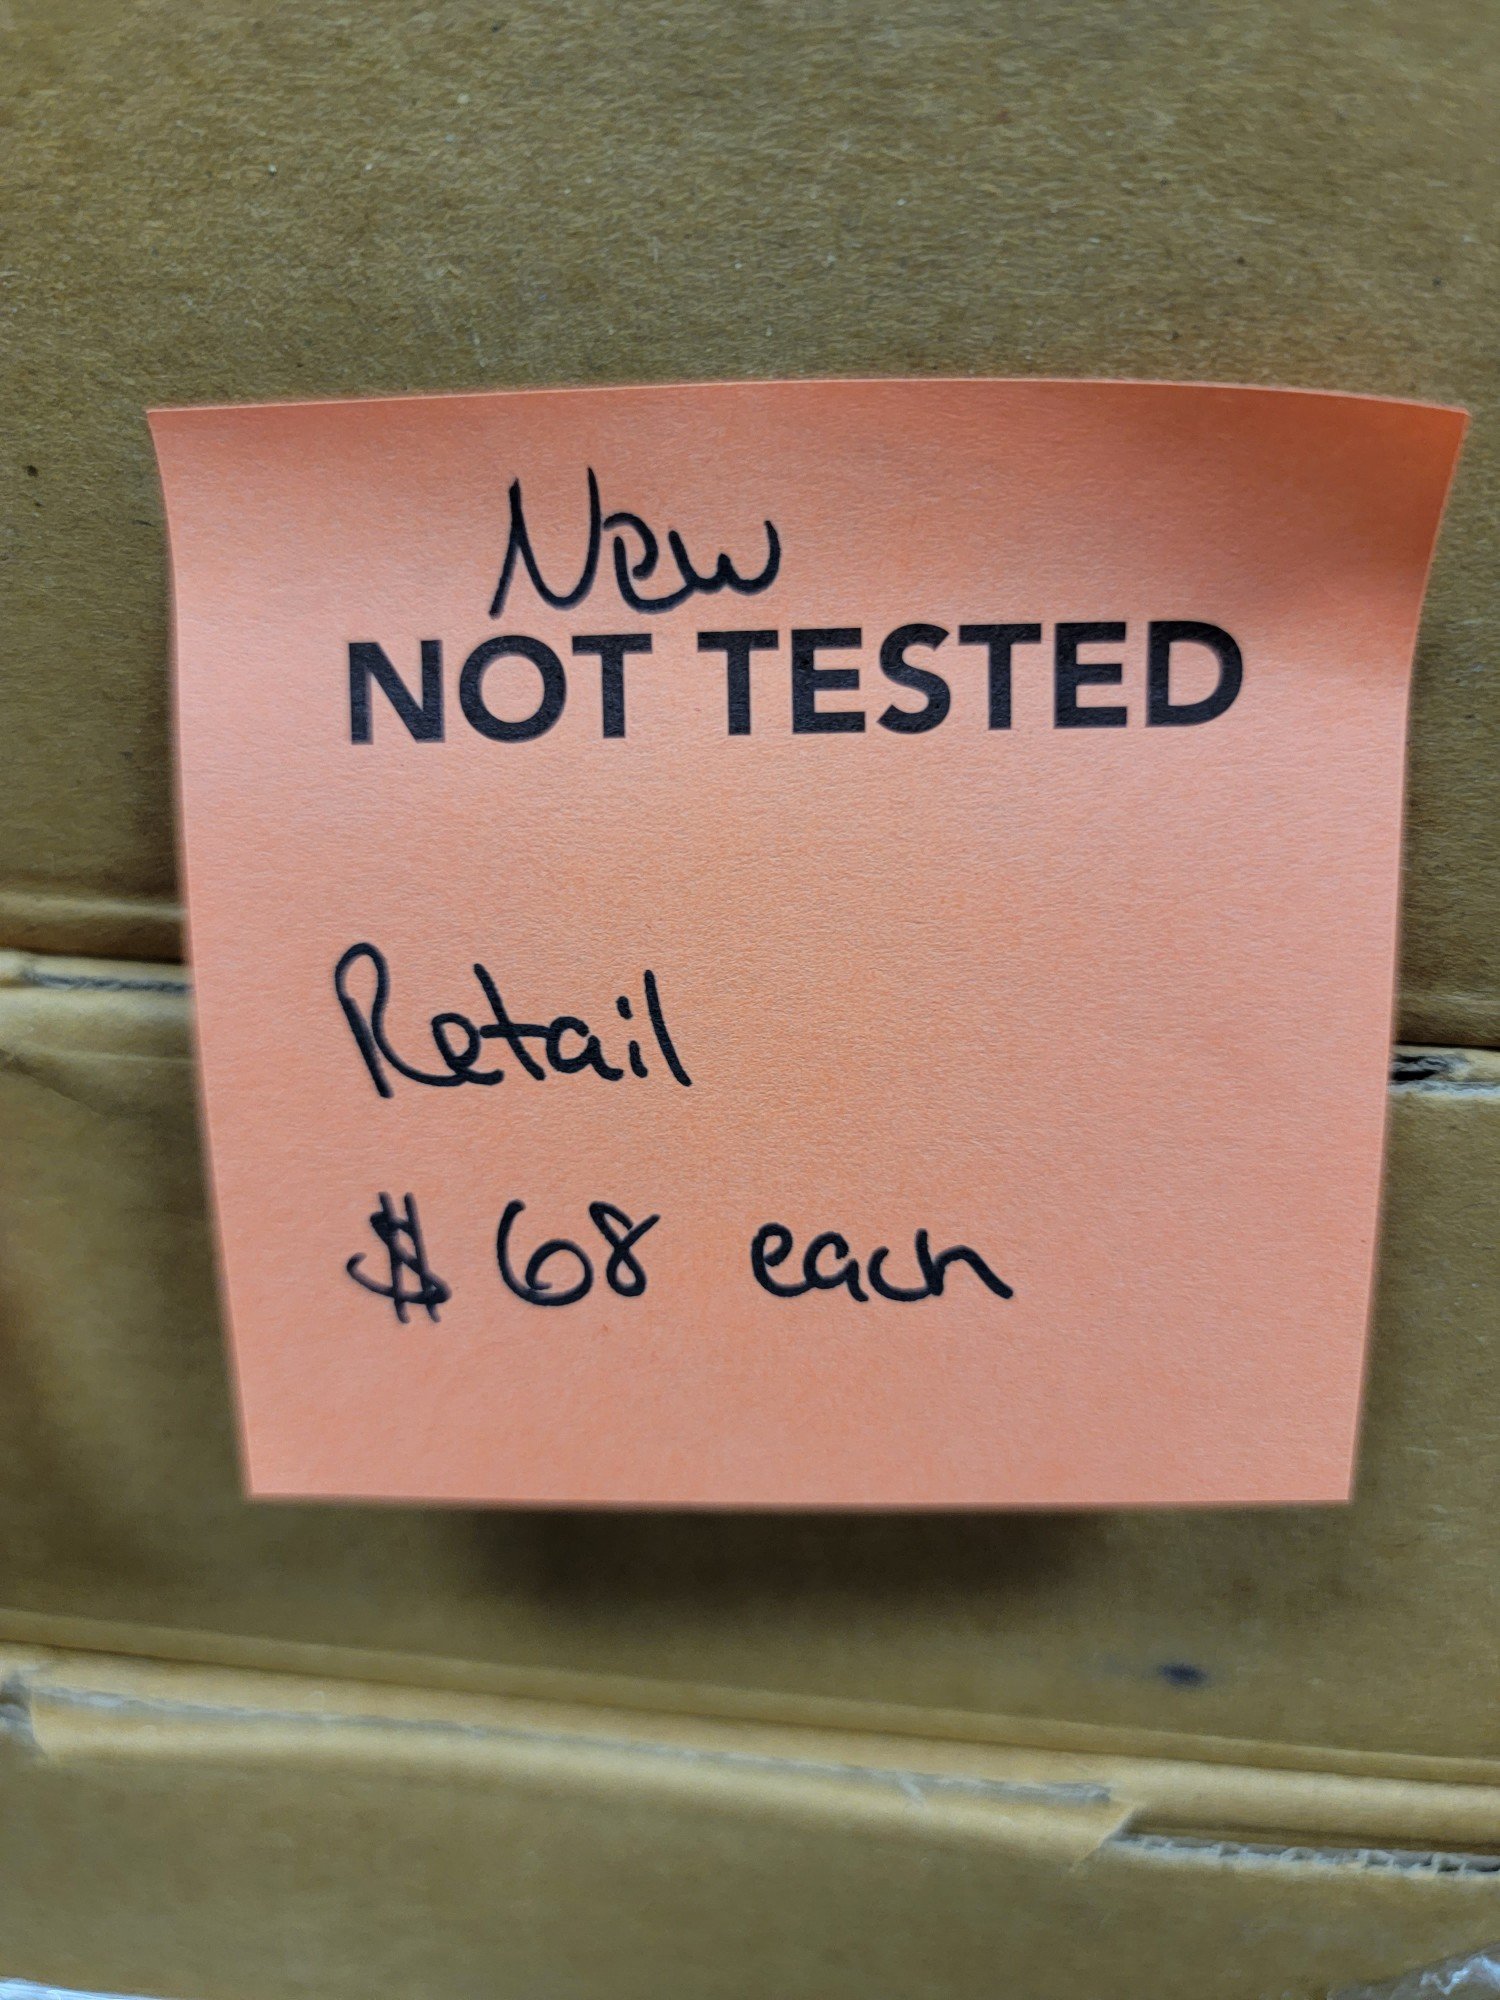 New
NOT TESTED
Retail
$ 68 each